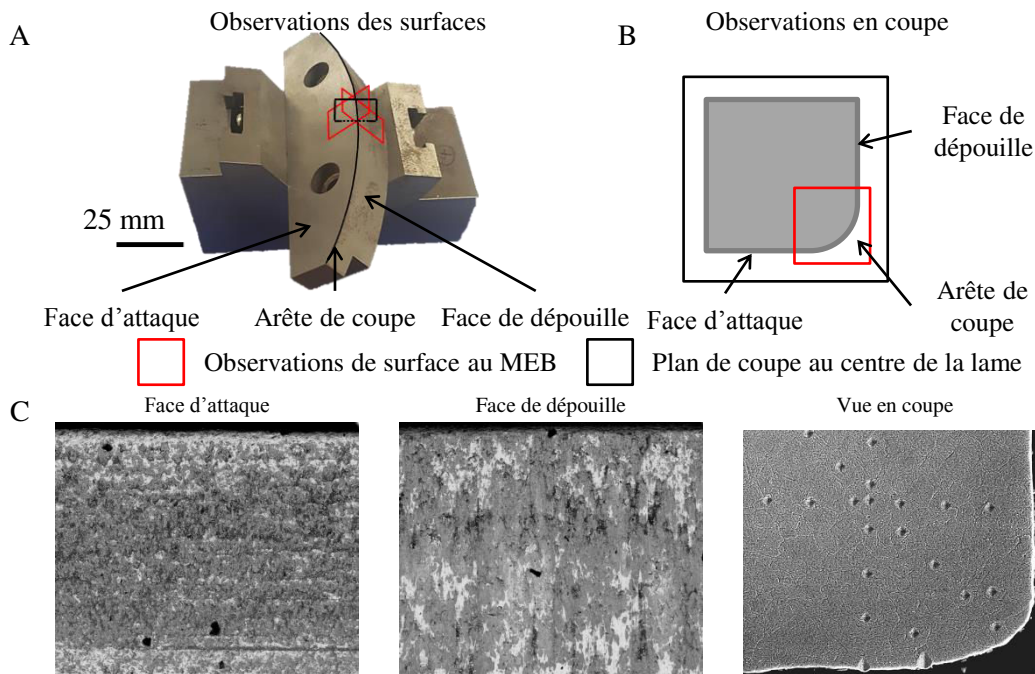 A
Observations des surfaces
25 mm
Face d'attaque
Arête de coupe
Face de dépouille
B
Observations en coupe
Face de
dépouille
Arête de
coupe
Face d'attaque
Observations de surface au MEB
Plan de coupe au centre de la lame
C
Face d'attaque
Face de dépouille
Vue en coupe